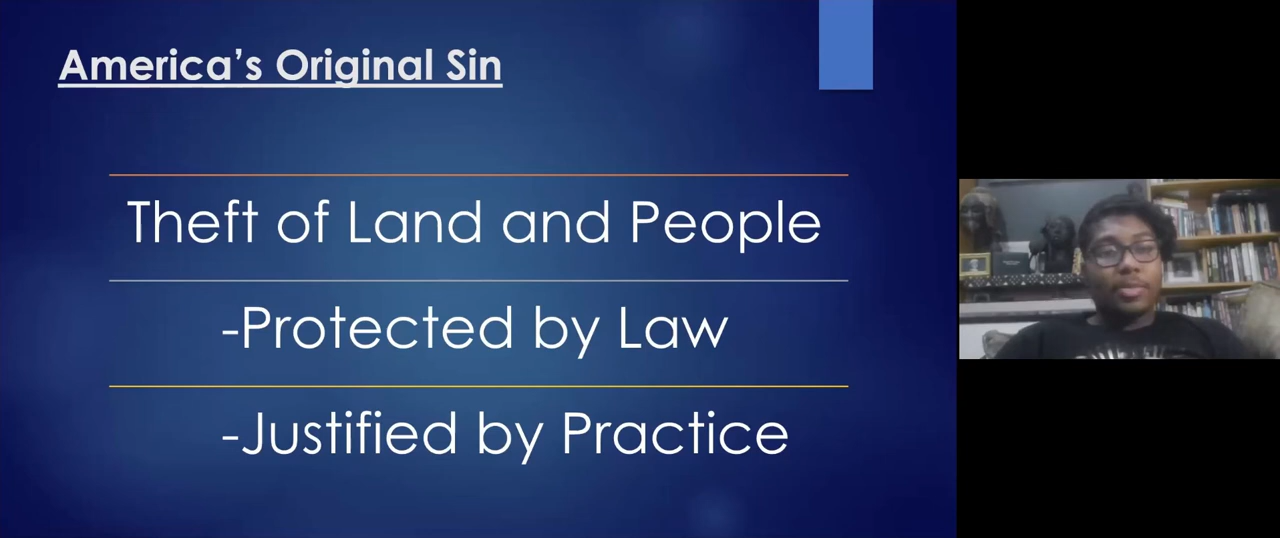 America’s Original Sin
Theft of Land and People
-Protected by Law
-Justified by Practice